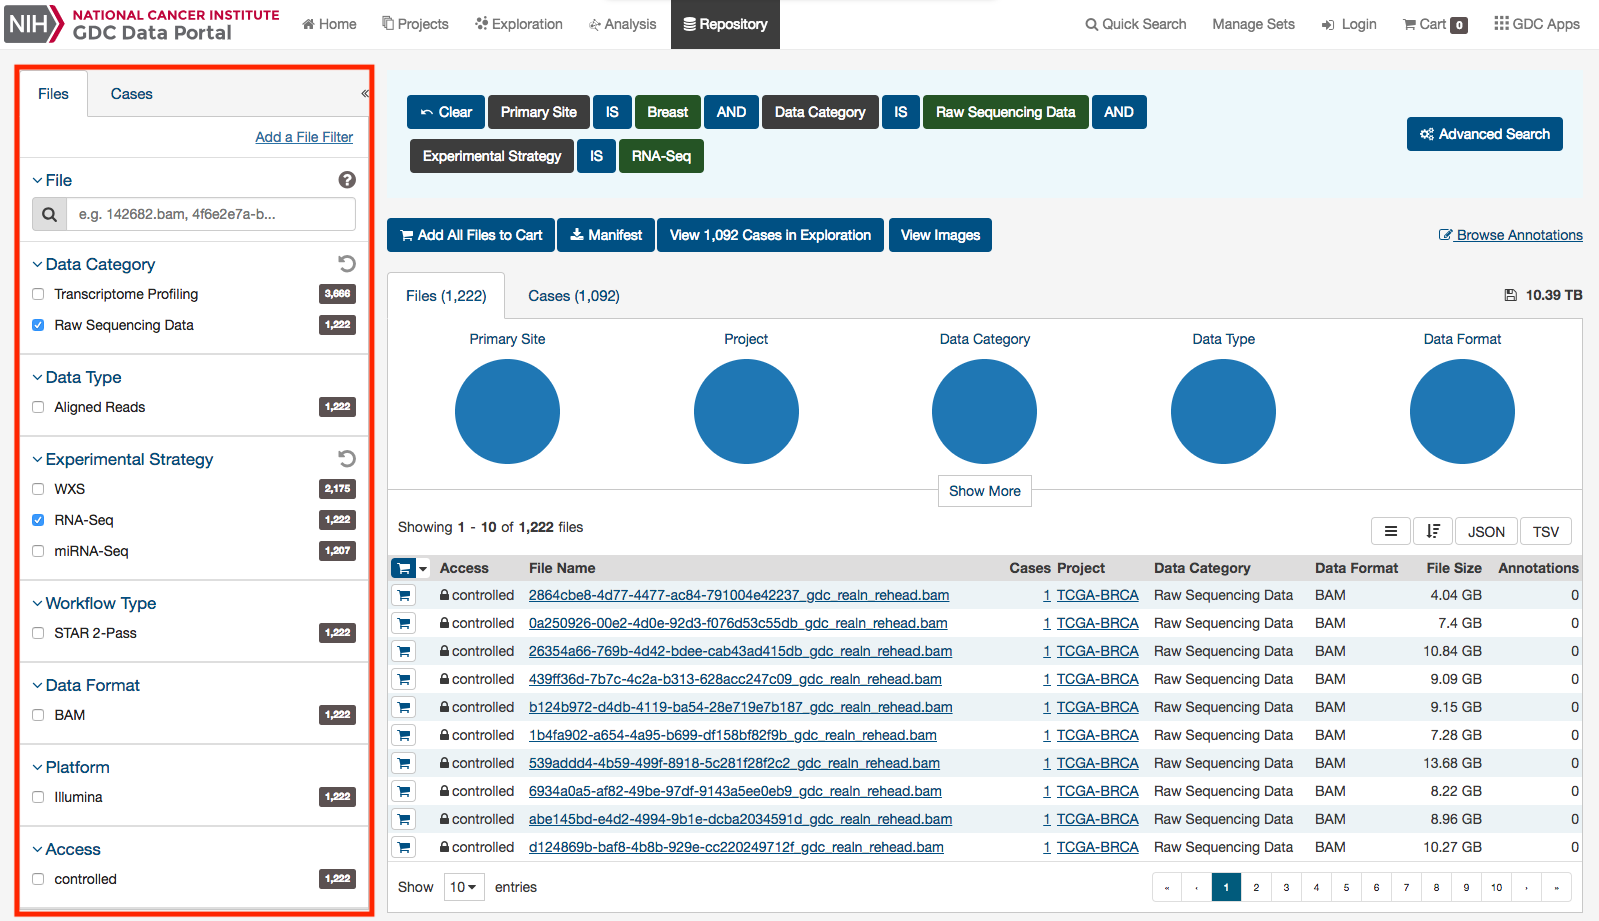 NIH NATIONAL CANCER INSTITUTE
GDC Data Portal
Home Projects Exploration Analysis Repository Quick Search Manage Sets Login Cart 0 GDC Apps
Files Cases «
Add a File Filter
File
e.g. 142682.bam, 4f6e2e7a-b...
Data Category
Transcriptome Profiling 3,666
Raw Sequencing Data 1,222
Data Type
Aligned Reads 1,222
Experimental Strategy
WXS 2,175
RNA-Seq 1,222
miRNA-Seq 1,207
Workflow Type
STAR 2-Pass 1,222
Data Format
BAM 1,222
Platform
Illumina 1,222
Access
controlled 1,222
Clear Primary Site IS Breast AND Data Category IS Raw Sequencing Data AND
Experimental Strategy IS RNA-Seq
Advanced Search
Add All Files to Cart Manifest View 1,092 Cases in Exploration View Images
Browse Annotations
Files (1,222) Cases (1,092) 10.39 TB
Primary Site Project Data Category Data Type Data Format
Show More
Showing 1 - 10 of 1,222 files
JSON TSV
Access File Name Cases Project Data Category Data Format File Size Annotations
controlled 2864cbe8-4d77-4477-ac84-791004e42237_gdc_realn_rehead.bam 1 TCGA-BRCA Raw Sequencing Data BAM 4.04 GB 0
controlled 0a250926-00e2-4d0e-92d3-f076d53c55db_gdc_realn_rehead.bam 1 TCGA-BRCA Raw Sequencing Data BAM 7.4 GB 0
controlled 26354a66-769b-4d42-bdee-cab43ad415db_gdc_realn_rehead.bam 1 TCGA-BRCA Raw Sequencing Data BAM 10.84 GB 0
controlled 439ff36d-7b7c-4c2a-b313-628acc247c09_gdc_realn_rehead.bam 1 TCGA-BRCA Raw Sequencing Data BAM 9.09 GB 0
controlled b124b972-d4db-4119-ba54-28e719e7b187_gdc_realn_rehead.bam 1 TCGA-BRCA Raw Sequencing Data BAM 9.15 GB 0
controlled 1b4fa902-a654-4a95-b699-df158bf82f9b_gdc_realn_rehead.bam 1 TCGA-BRCA Raw Sequencing Data BAM 7.28 GB 0
controlled 539addd4-4b59-499f-8918-5c281f28f2c2_gdc_realn_rehead.bam 1 TCGA-BRCA Raw Sequencing Data BAM 13.68 GB 0
controlled 6934a0a5-af82-49be-97df-9143a5ee0eb9_gdc_realn_rehead.bam 1 TCGA-BRCA Raw Sequencing Data BAM 8.22 GB 0
controlled abe145bd-e4d2-4994-9b1e-dcba2034591d_gdc_realn_rehead.bam 1 TCGA-BRCA Raw Sequencing Data BAM 8.96 GB 0
controlled d124869b-baf8-4b8b-929e-cc220249712f_gdc_realn_rehead.bam 1 TCGA-BRCA Raw Sequencing Data BAM 10.27 GB 0
Show 10 entries « ‹ 1 2 3 4 5 6 7 8 9 10 › »